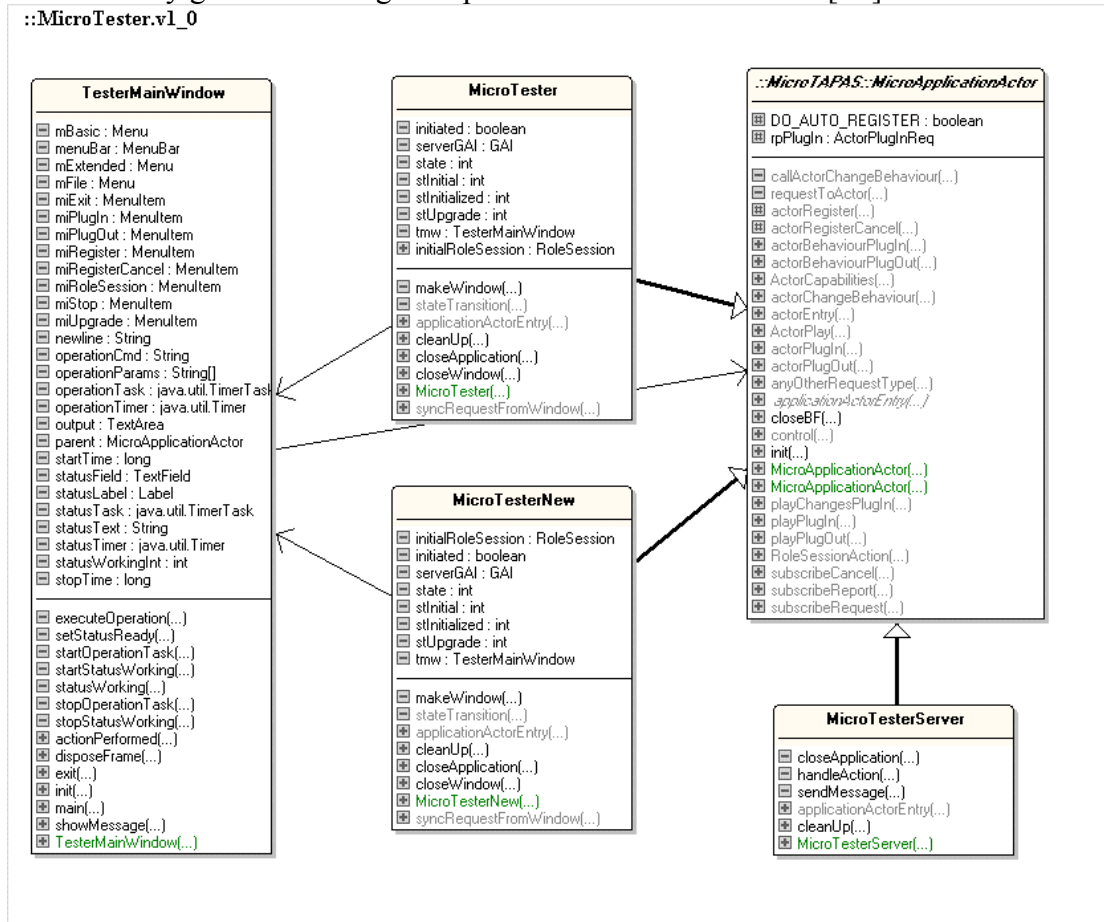 ::MicroTester.v1_0
TesterMainWindow
mBasic : Menu
menuBar : MenuBar
mExtended : Menu
mFile : Menu
miExit : MenuItem
miPlugIn : MenuItem
miPlugOut : MenuItem
miRegister : MenuItem
miRegisterCancel : MenuItem
miRoleSession : MenuItem
miStop : MenuItem
miUpgrade : MenuItem
newline : String
operationCmd : String
operationParams : String[]
operationTask : java.util.TimerTask
operationTimer : java.util.Timer
output : TextArea
parent : MicroApplicationActor
startTime : long
statusField : TextField
statusLabel : Label
statusTask : java.util.TimerTask
statusText : String
statusTimer : java.util.Timer
statusWorkingInt : int
stopTime : long
executeOperation(...)
setStatusReady(...)
startOperationTask(...)
startStatusWorking(...)
statusWorking(...)
stopOperationTask(...)
stopStatusWorking(...)
actionPerformed(...)
disposeFrame(...)
exit(...)
init(...)
main(...)
showMessage(...)
TesterMainWindow(...)
MicroTester
initiated : boolean
serverGAI : GAI
state : int
stInitial : int
stInitialized : int
stUpgrade : int
tmw : TesterMainWindow
initialRoleSession : RoleSession
makeWindow(...)
stateTransition(...)
applicationActorEntry(...)
cleanUp(...)
closeApplication(...)
closeWindow(...)
MicroTester(...)
syncRequestFromWindow(...)
MicroTesterNew
initialRoleSession : RoleSession
initiated : boolean
serverGAI : GAI
state : int
stInitial : int
stInitialized : int
stUpgrade : int
tmw : TesterMainWindow
makeWindow(...)
stateTransition(...)
applicationActorEntry(...)
cleanUp(...)
closeApplication(...)
closeWindow(...)
MicroTesterNew(...)
syncRequestFromWindow(...)
::MicroTAPAS::MicroApplicationActor
DO_AUTO_REGISTER : boolean
rpPlugIn : ActorPlugInReq
callActorChangeBehaviour(...)
requestToActor(...)
actorRegister(...)
actorRegisterCancel(...)
actorBehaviourPlugIn(...)
actorBehaviourPlugOut(...)
ActorCapabilities(...)
actorChangeBehaviour(...)
actorEntry(...)
ActorPlay(...)
actorPlugIn(...)
actorPlugOut(...)
anyOtherRequestType(...)
applicationActorEntry(...)
closeBF(...)
control(...)
init(...)
MicroApplicationActor(...)
MicroApplicationActor(...)
playChangesPlugIn(...)
playPlugIn(...)
playPlugOut(...)
RoleSessionAction(...)
subscribeCancel(...)
subscribeReport(...)
subscribeRequest(...)
MicroTesterServer
closeApplication(...)
handleAction(...)
sendMessage(...)
applicationActorEntry(...)
cleanUp(...)
MicroTesterServer(...)